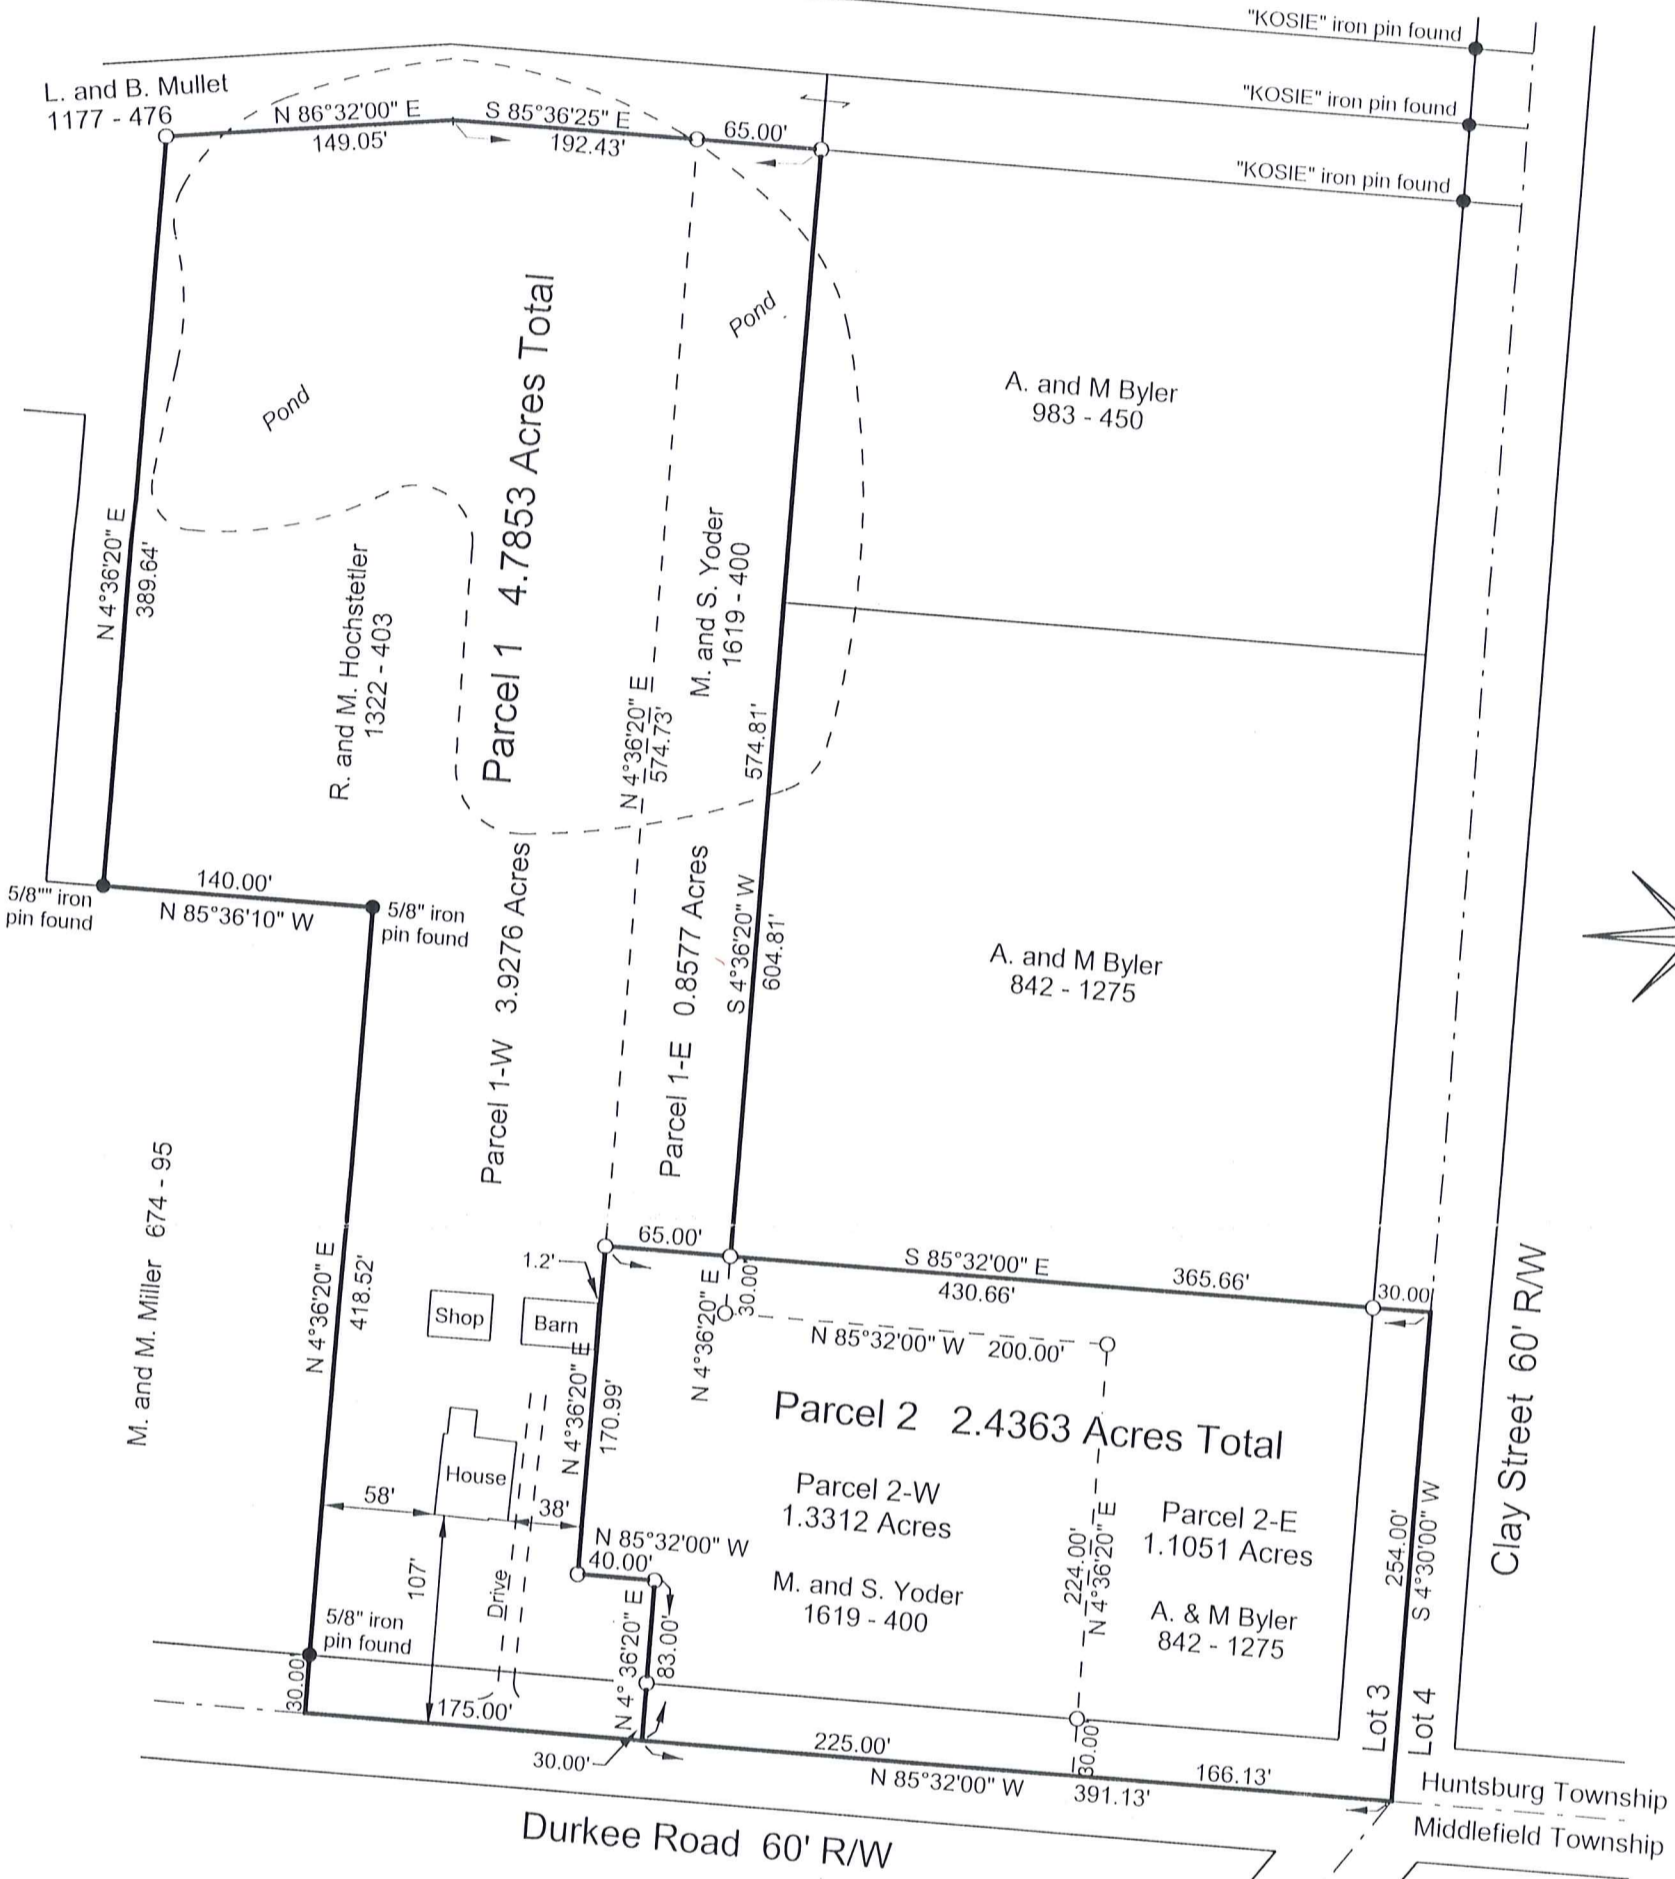 "KOSIE" iron pin found
"KOSIE" iron pin found
"KOSIE" iron pin found
L. and B. Mullet
1177 - 476
N 86°32'00" E
149.05'
S 85°36'25" E
192.43'
65.00'
Pond
Pond
A. and M Byler
983 - 450
N 4°36'20" E
389.64'
R. and M. Hochstetler
1322 - 403
Parcel 1 4.7853 Acres Total
N 4°36'20" E
574.73'
M. and S. Yoder
1619 - 400
574.81'
S 4°36'20" W
604.81'
140.00'
N 85°36'10" W
5/8"" iron
pin found
5/8" iron
pin found
Parcel 1-W 3.9276 Acres
Parcel 1-E 0.8577 Acres
A. and M Byler
842 - 1275
M. and M. Miller 674 - 95
N 4°36'20" E
418.52'
65.00'
1.2'
S 85°32'00" E
430.66'
365.66'
30.00'
N 4°36'20" E
30.00'
N 85°32'00" W 200.00'
Shop
Barn
N 4°36'20" E
170.99'
House
58'
38'
107'
Drive
Parcel 2 2.4363 Acres Total
Parcel 2-W
1.3312 Acres
M. and S. Yoder
1619 - 400
224.00'
N 4°36'20" E
Parcel 2-E
1.1051 Acres
A. & M Byler
842 - 1275
254.00'
S 4°30'00" W
Clay Street 60' R/W
N 85°32'00" W
40.00'
N 4° 36'20" E
83.00'
5/8" iron
pin found
30.00'
175.00'
30.00'
225.00'
N 85°32'00" W
30.00'
166.13'
391.13'
Lot 3
Lot 4
Huntsburg Township
Middlefield Township
Durkee Road 60' R/W